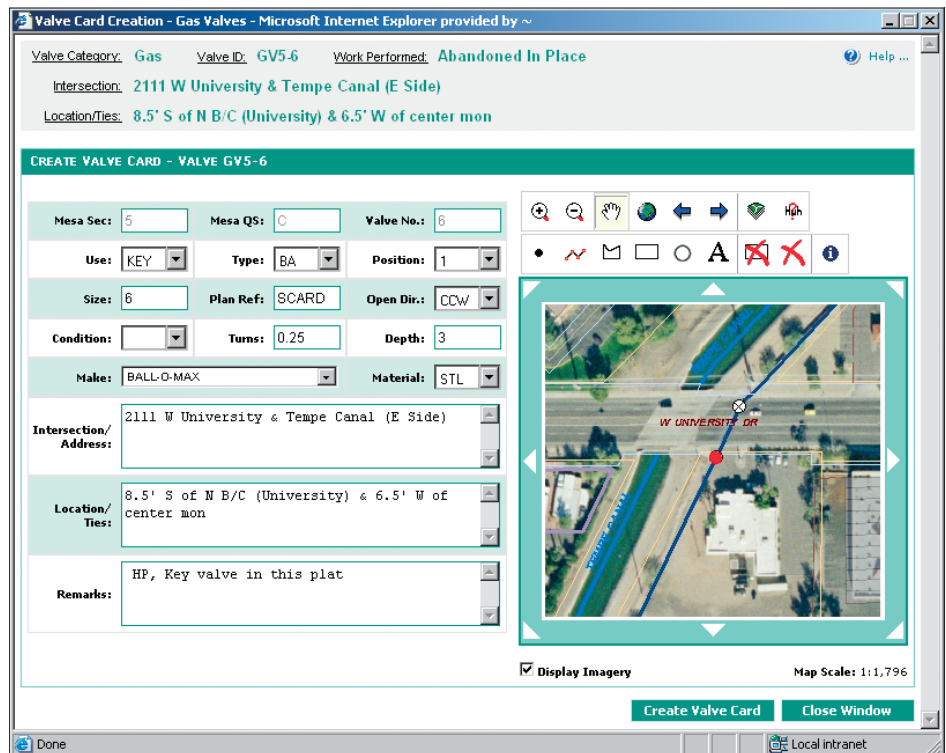 Valve Card Creation - Gas Valves - Microsoft Internet Explorer provided by ~
Valve Category: Gas Valve ID: GV5-6 Work Performed: Abandoned In Place Help ...
Intersection: 2111 W University & Tempe Canal (E Side)
Location/Ties: 8.5' S of N B/C (University) & 6.5' W of center mon
CREATE VALVE CARD - VALVE GV5-6
Mesa Sec: 5 Mesa QS: C Valve No.: 6
Use: KEY Type: BA Position: 1
Size: 6 Plan Ref: SCARD Open Dir.: CCW
Condition: Turns: 0.25 Depth: 3
Make: BALL-O-MAX Material: STL
Intersection/
Address:
2111 W University & Tempe Canal (E Side)
Location/
Ties:
8.5' S of N B/C (University) & 6.5' W of
center mon
Remarks:
HP, Key valve in this plat
A
TEMPE CANAL
W UNIVERSITY DR
TEMPE CANAL
Display Imagery Map Scale: 1:1,796
Create Valve Card Close Window
Done Local intranet